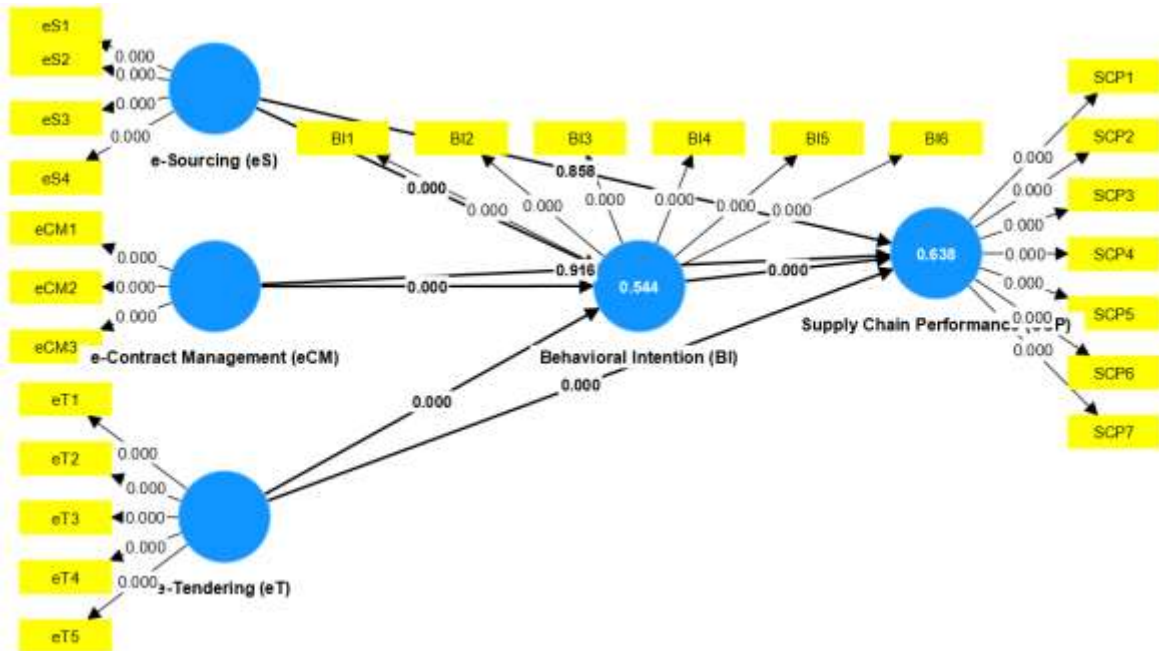 eS1
eS2
eS3
eS4
0.000
0.000
0.000
0.000
e-Sourcing (eS)
eCM1
eCM2
eCM3
0.000
0.000
0.000
e-Contract Management (eCM)
eT1
eT2
eT3
eT4
eT5
0.000
0.000
0.000
0.000
0.000
e-Tendering (eT)
BI1
BI2
BI3
BI4
BI5
BI6
0.858
0.000
0.000
0.000
0.000
0.000
0.000
0.000
0.916
0.000
0.544
0.000
Behavioral Intention (BI)
0.000
0.000
0.638
Supply Chain Performance
SCP1
SCP2
SCP3
SCP4
SCP5
SCP6
SCP7
0.000
0.000
0.000
0.000
0.000
0.000
0.000